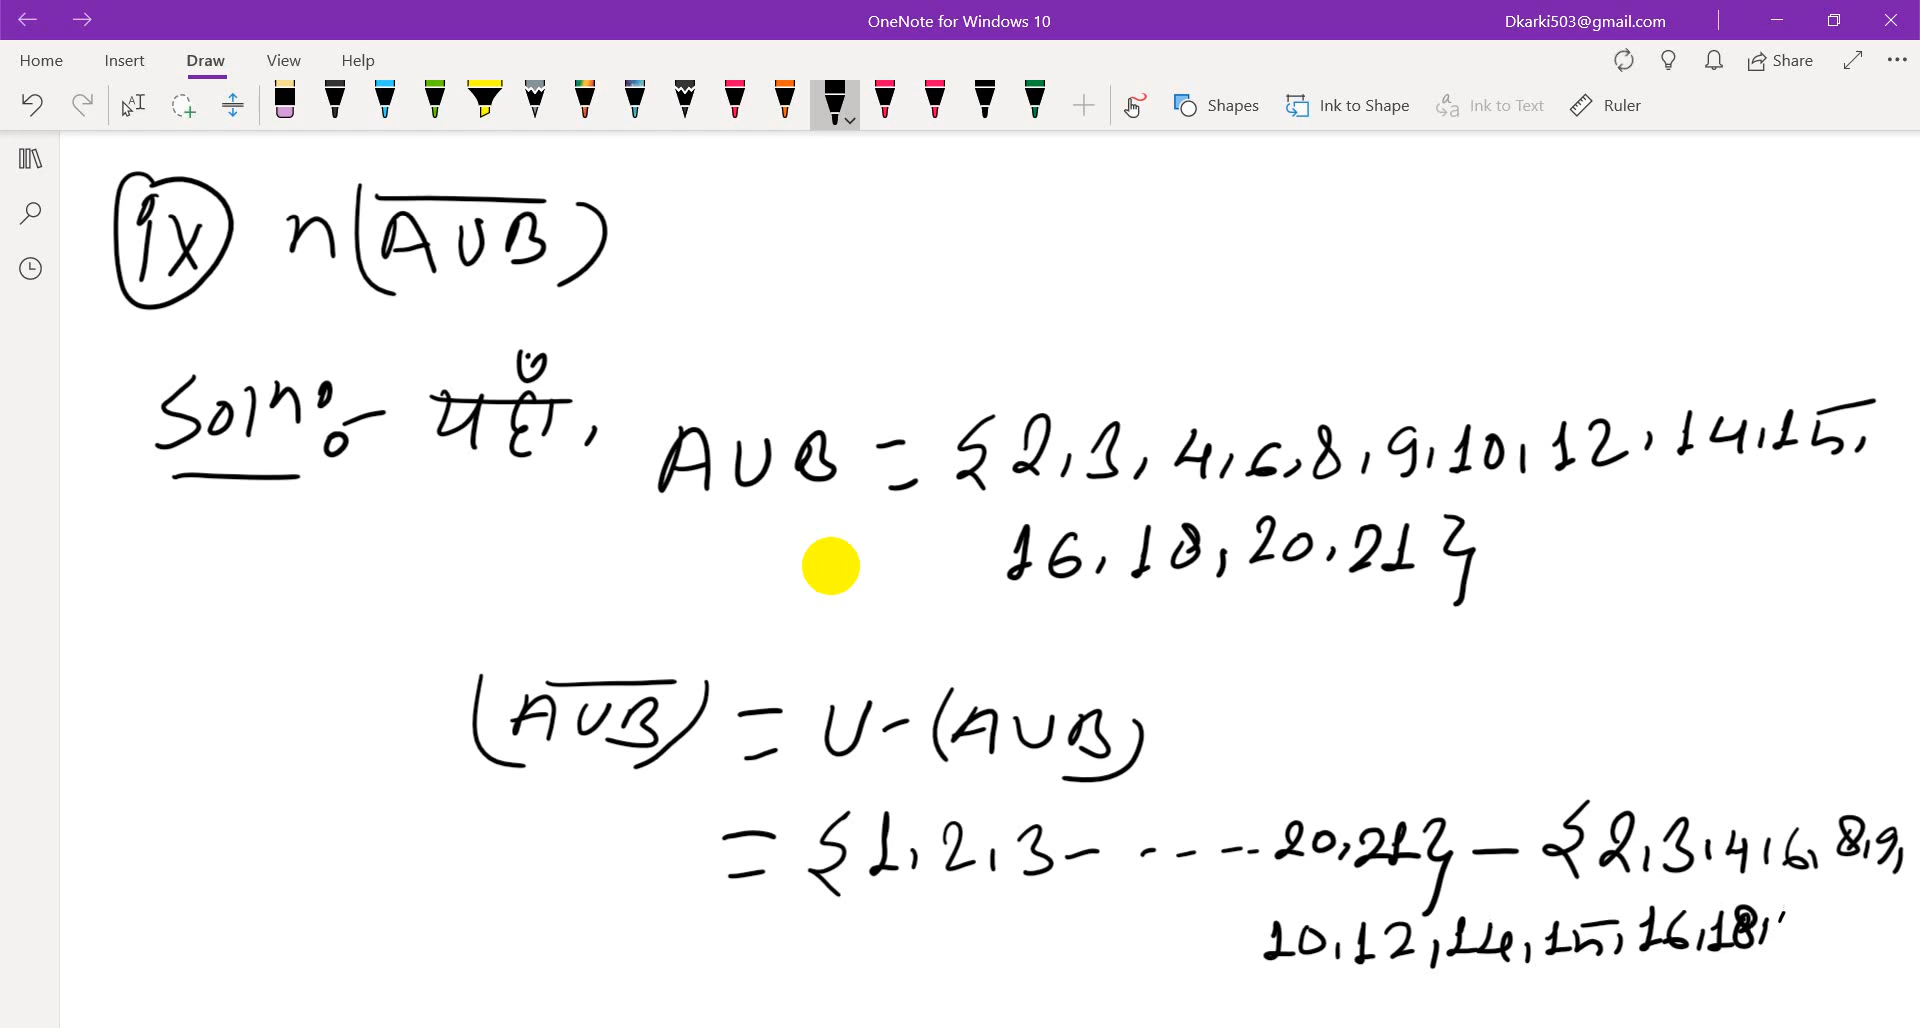 OneNote for Windows 10
Dkarki503@gmail.com
Home Insert Draw View Help
Share
Shapes Ink to Shape Ink to Text Ruler
ix n(A̅∪̅B̅)
Soln:- यहाँ, A∪B = {2, 3, 4, 6, 8, 9, 10, 12, 14, 15,
16, 18, 20, 21}
(A̅∪̅B̅) = U - (A∪B)
= {1, 2, 3 - ---- 20, 21} - {2, 3, 4, 6, 8, 9,
10, 12, 14, 15, 16, 18,